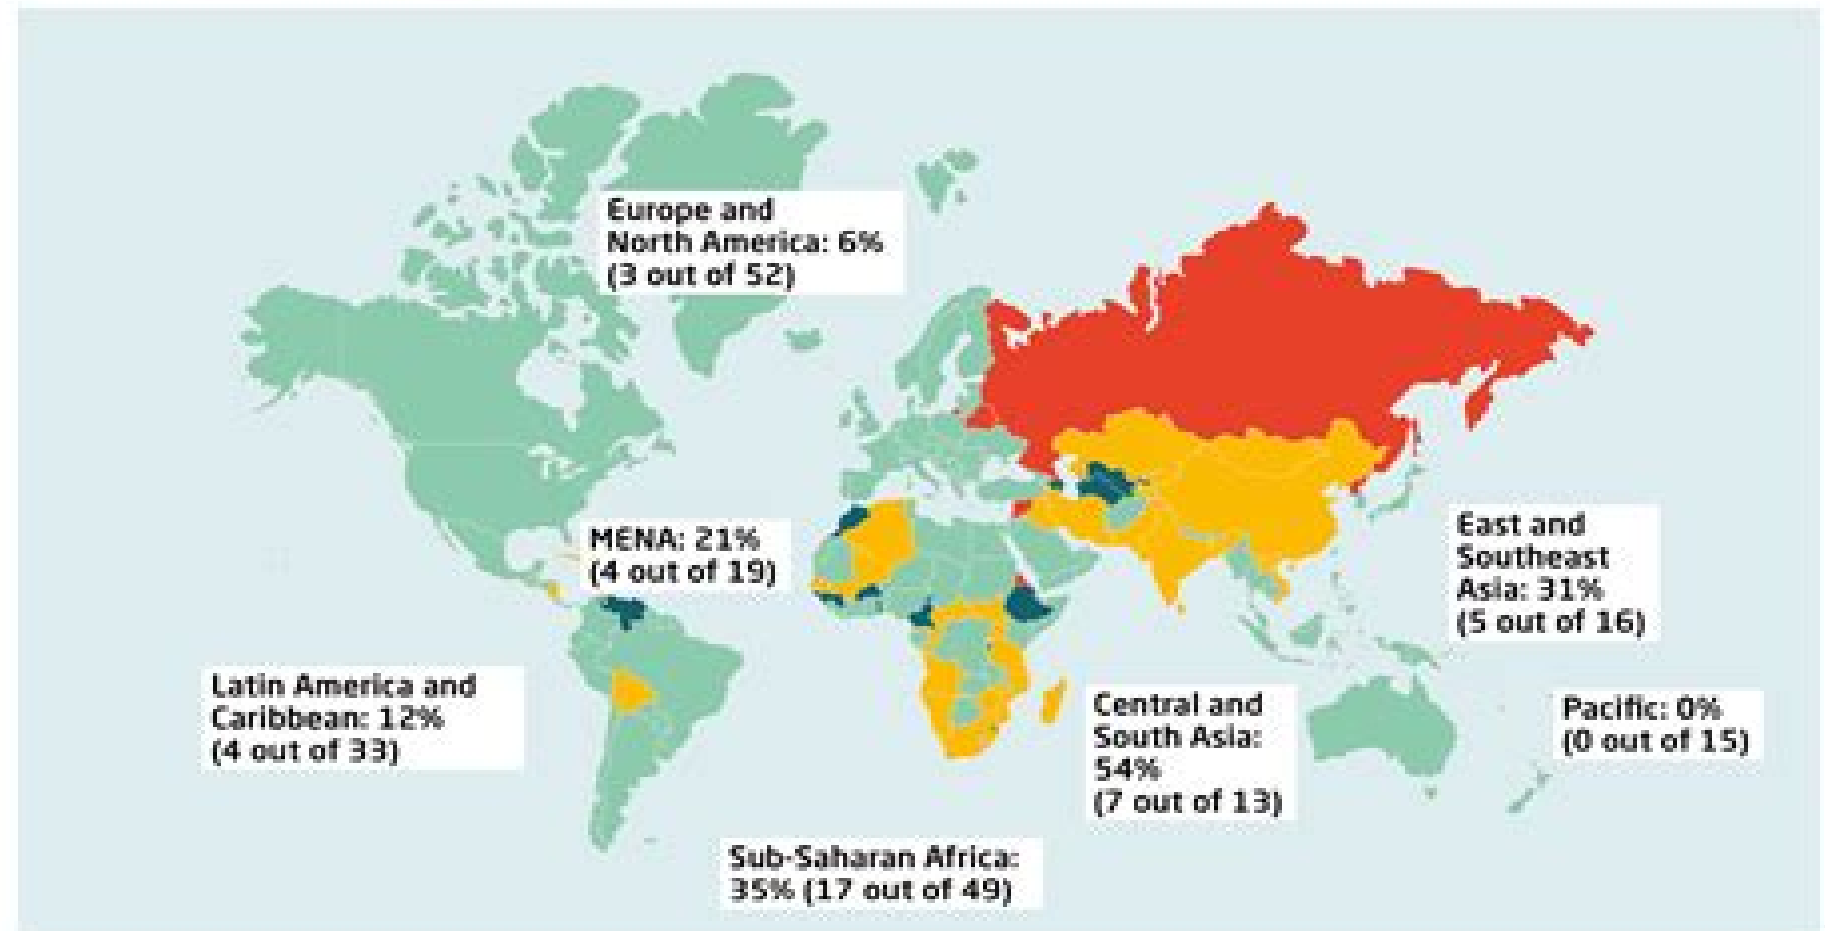 Europe and
North America: 6%
(3 out of 52)
MENA: 21%
(4 out of 19)
East and
Southeast
Asia: 31%
(5 out of 16)
Latin America and
Caribbean: 12%
(4 out of 33)
Central and
South Asia:
54%
(7 out of 13)
Pacific: 0%
(0 out of 15)
Sub-Saharan Africa:
35% (17 out of 49)